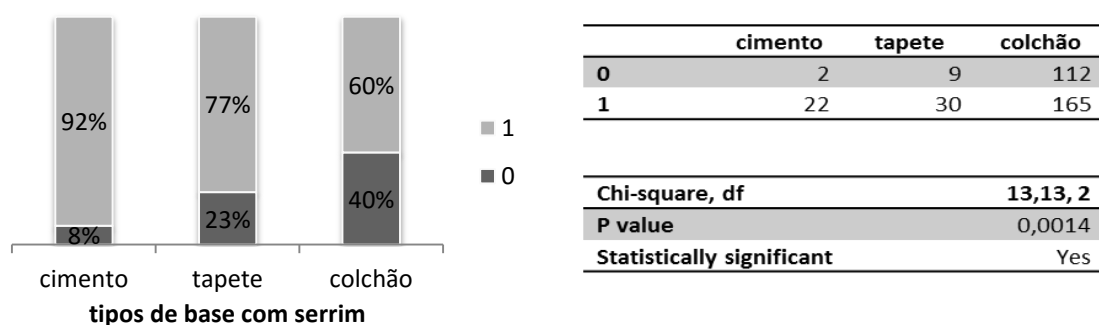 92%
77%
60%
8%
23%
40%
cimento tapete colchão
tipos de base com serrim
1
0
cimento tapete colchão
0 2 9 112
1 22 30 165
Chi-square, df 13,13, 2
P value 0,0014
Statistically significant Yes